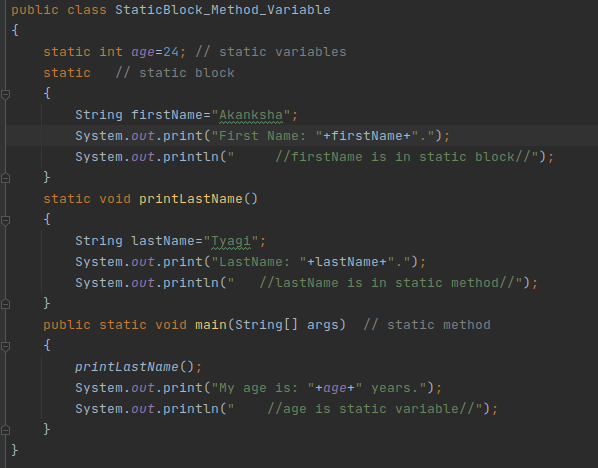 public class StaticBlock_Method_Variable
{
    static int age=24; // static variables
    static   // static block
    {
        String firstName="Akanksha";
        System.out.print("First Name: "+firstName+".");
        System.out.println("     //firstName is in static block//");
    }
    static void printLastName()
    {
        String lastName="Tyagi";
        System.out.print("LastName: "+lastName+".");
        System.out.println("   //lastName is in static method//");
    }
    public static void main(String[] args)  // static method
    {
        printLastName();
        System.out.print("My age is: "+age+" years.");
        System.out.println("    //age is static variable//");
    }
}